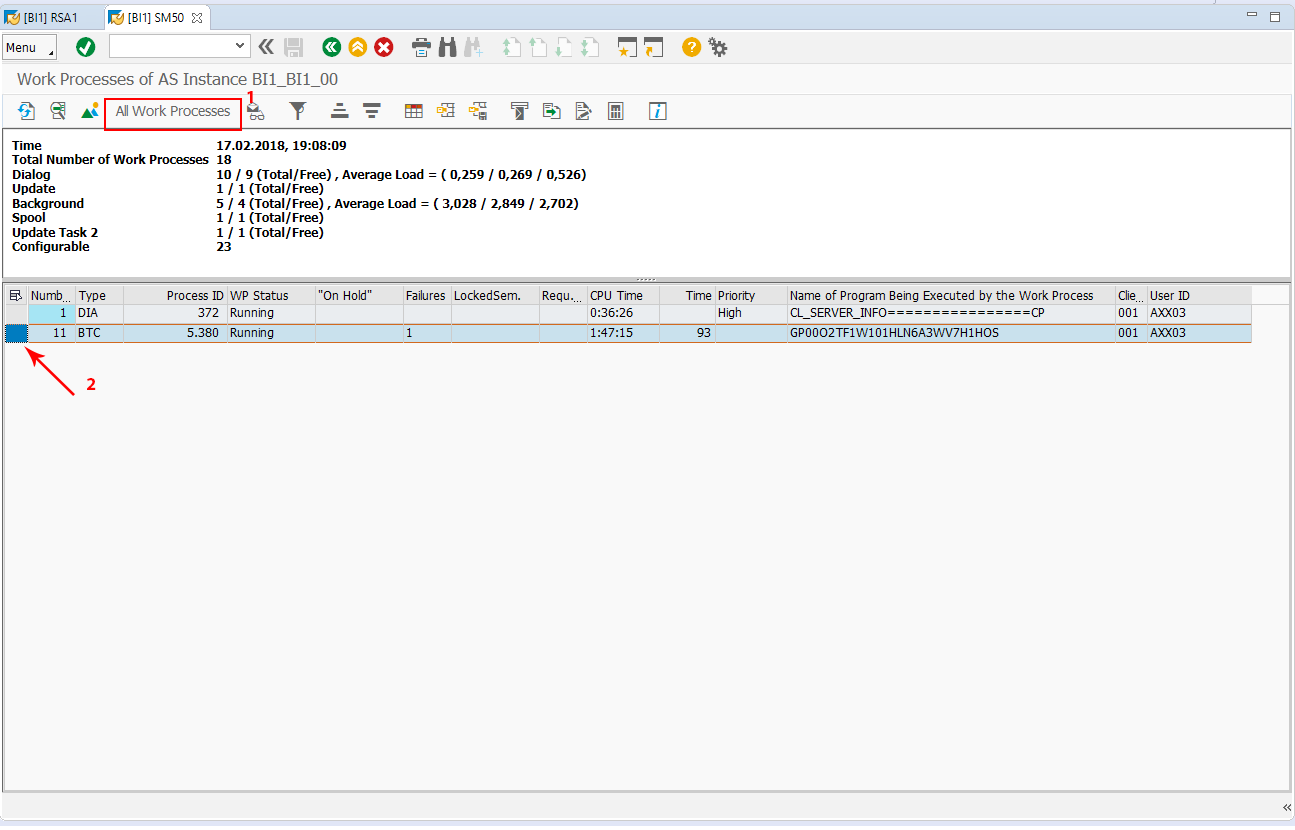 [BI1] RSA1 [BI1] SM50
Menu
Work Processes of AS Instance BI1_BI1_00
All Work Processes 1
Time 17.02.2018, 19:08:09
Total Number of Work Processes 18
Dialog 10 / 9 (Total/Free) , Average Load = ( 0,259 / 0,269 / 0,526)
Update 1 / 1 (Total/Free)
Background 5 / 4 (Total/Free) , Average Load = ( 3,028 / 2,849 / 2,702)
Spool 1 / 1 (Total/Free)
Update Task 2 1 / 1 (Total/Free)
Configurable 23
Numb... Type Process ID WP Status "On Hold" Failures LockedSem. Requ... CPU Time Time Priority Name of Program Being Executed by the Work Process Clie... User ID
1 DIA 372 Running 0:36:26 High CL_SERVER_INFO================CP 001 AXX03
11 BTC 5.380 Running 1 1:47:15 93 GP00O2TF1W101HLN6A3WV7H1HOS 001 AXX03
2